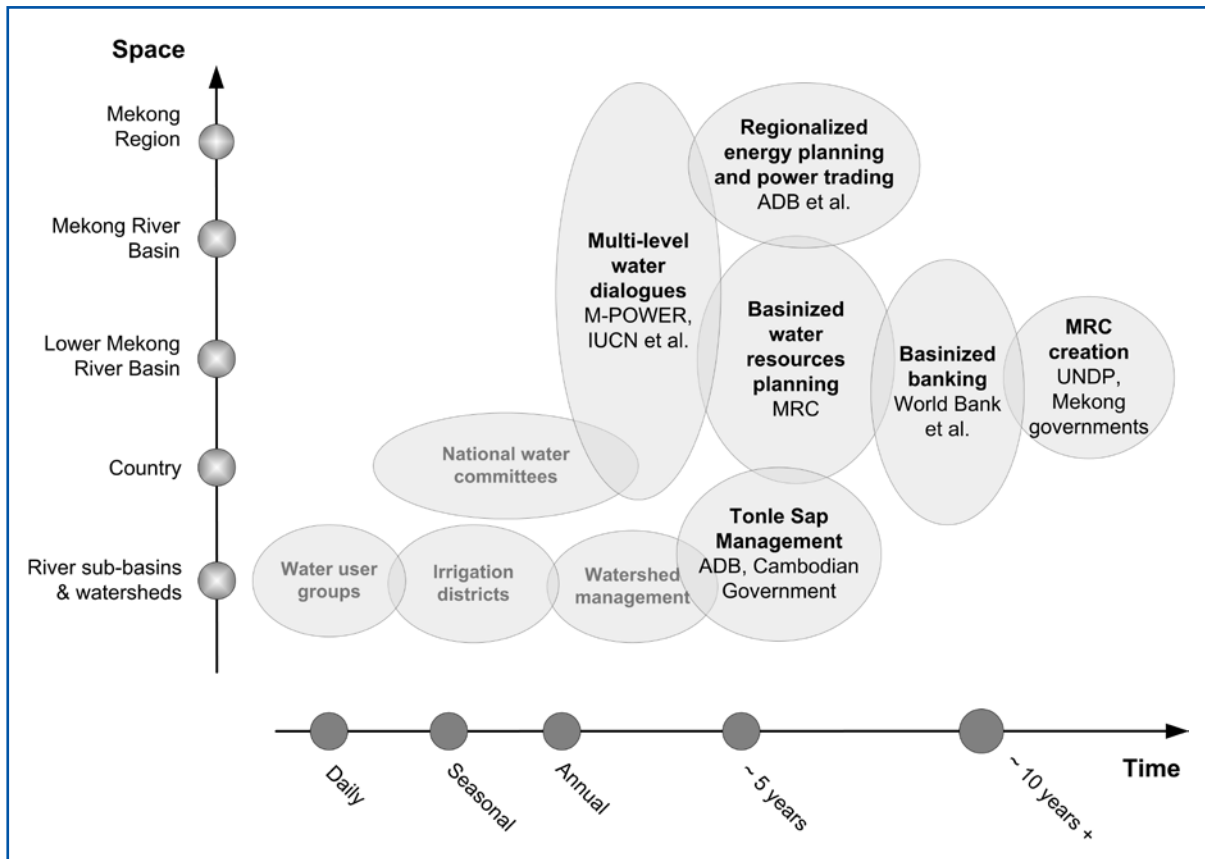 Space
Mekong
Region
Mekong River
Basin
Lower Mekong
River Basin
Country
River sub-basins
& watersheds
Regionalized
energy planning
and power trading
ADB et al.
Multi-level
water
dialogues
M-POWER,
IUCN et al.
Basinized
water
resources
planning
MRC
Basinized
banking
World Bank
et al.
MRC
creation
UNDP,
Mekong
governments
National water
committees
Tonle Sap
Management
ADB, Cambodian
Government
Water user
groups
Irrigation
districts
Watershed
management
Daily
Seasonal
Annual
~ 5 years
~ 10 years +
Time